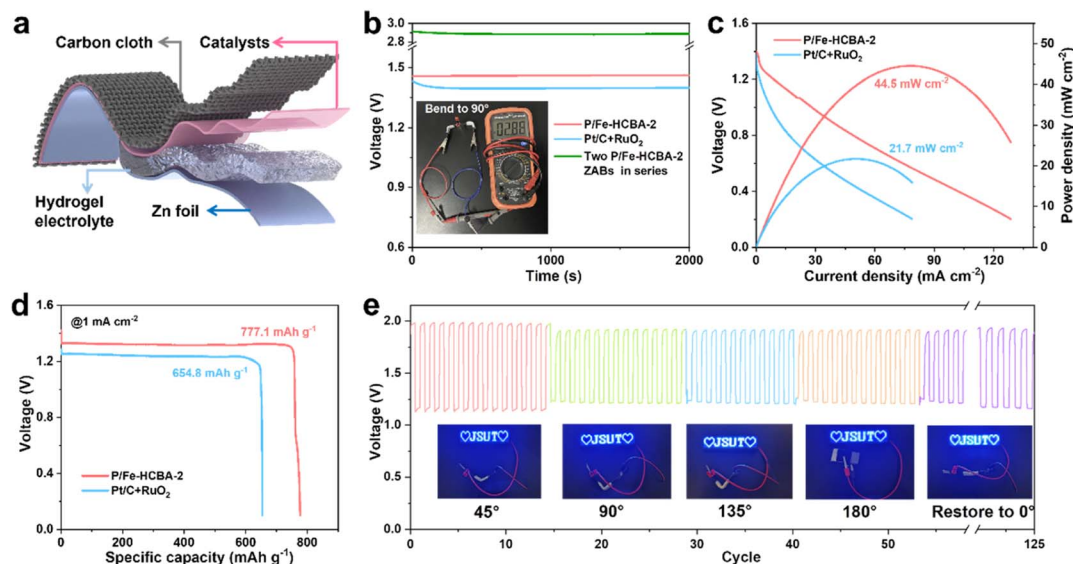 a
Carbon cloth
Catalysts
Hydrogel
electrolyte
Zn foil
b
3.0
2.9
2.8
1.5
1.4
1.2
1.0
0.9
0.6
Voltage (V)
Bend to 90°
0288
P/Fe-HCBA-2
Pt/C+RuO₂
Two P/Fe-HCBA-2
ZABs in series
0
1000
2000
Time (s)
c
1.6
1.2
0.8
0.4
0.0
Voltage (V)
P/Fe-HCBA-2
Pt/C+RuO₂
44.5 mW cm⁻²
21.7 mW cm⁻²
50
40
30
20
10
0
Power density (mW cm⁻²)
0
30
60
90
120
Current density (mA cm⁻²)
d
1.6
1.2
0.8
0.4
0.0
Voltage (V)
@1 mA cm⁻²
777.1 mAh g⁻¹
654.8 mAh g⁻¹
P/Fe-HCBA-2
Pt/C+RuO₂
0
200
400
600
800
Specific capacity (mAh g⁻¹)
e
2.0
1.5
1.0
0.5
0.0
Voltage (V)
♡JSUT♡
♡JSUT♡
♡JSUT♡
♡JSUT♡
♡JSUT♡
45°
90°
135°
180°
Restore to 0°
0
10
20
30
40
50
125
Cycle